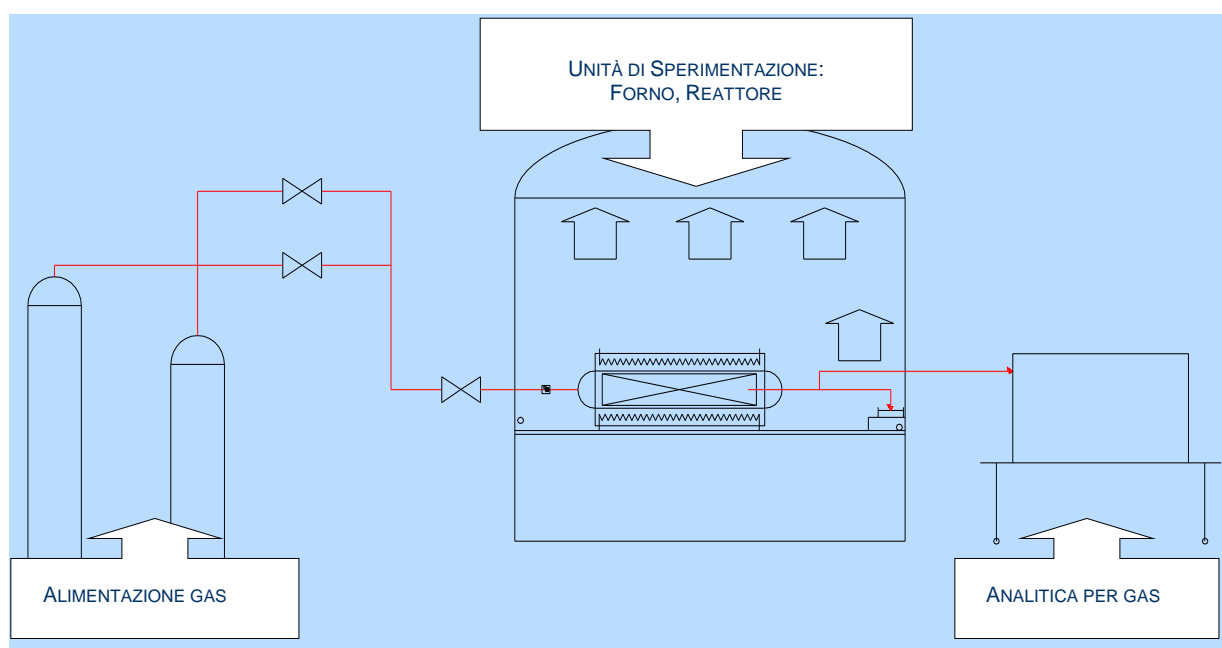 UNITÀ DI SPERIMENTAZIONE:
FORNO, REATTORE
ALIMENTAZIONE GAS
ANALITICA PER GAS